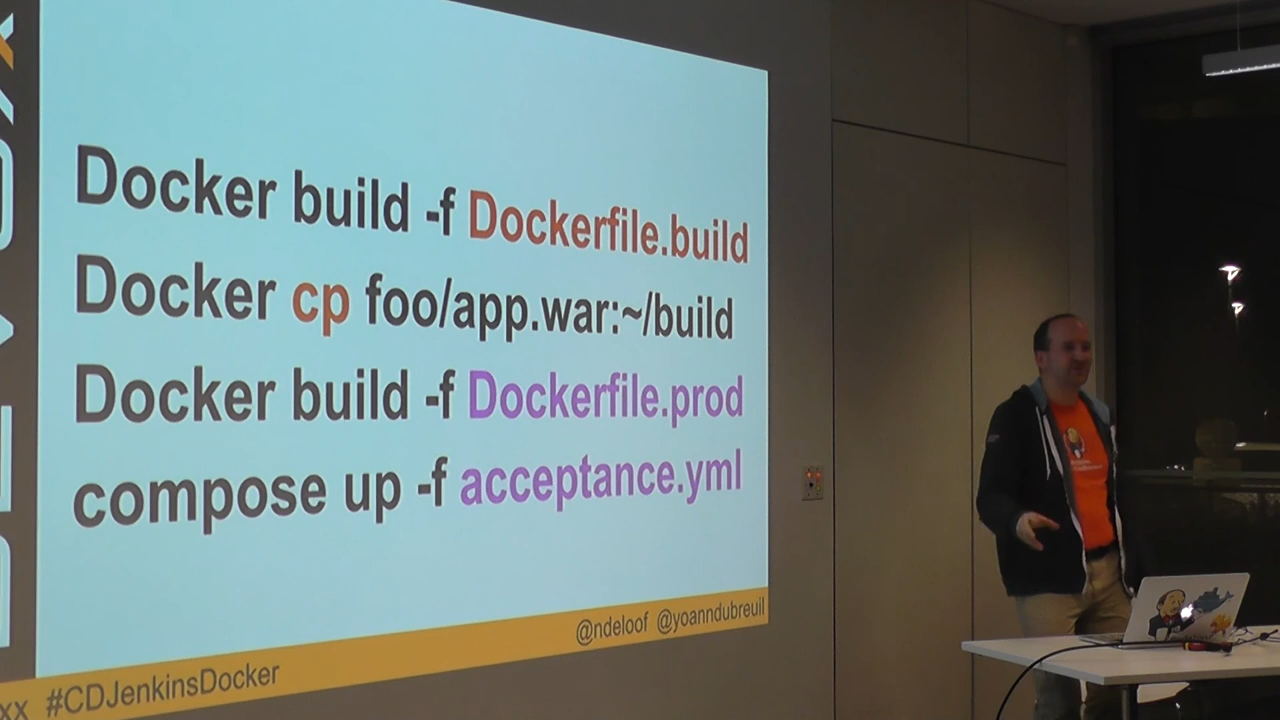 Docker build -f Dockerfile.build
Docker cp foo/app.war:~/build
Docker build -f Dockerfile.prod
compose up -f acceptance.yml
@ndeloof @yoanndubreuil
xx #CDJenkinsDocker